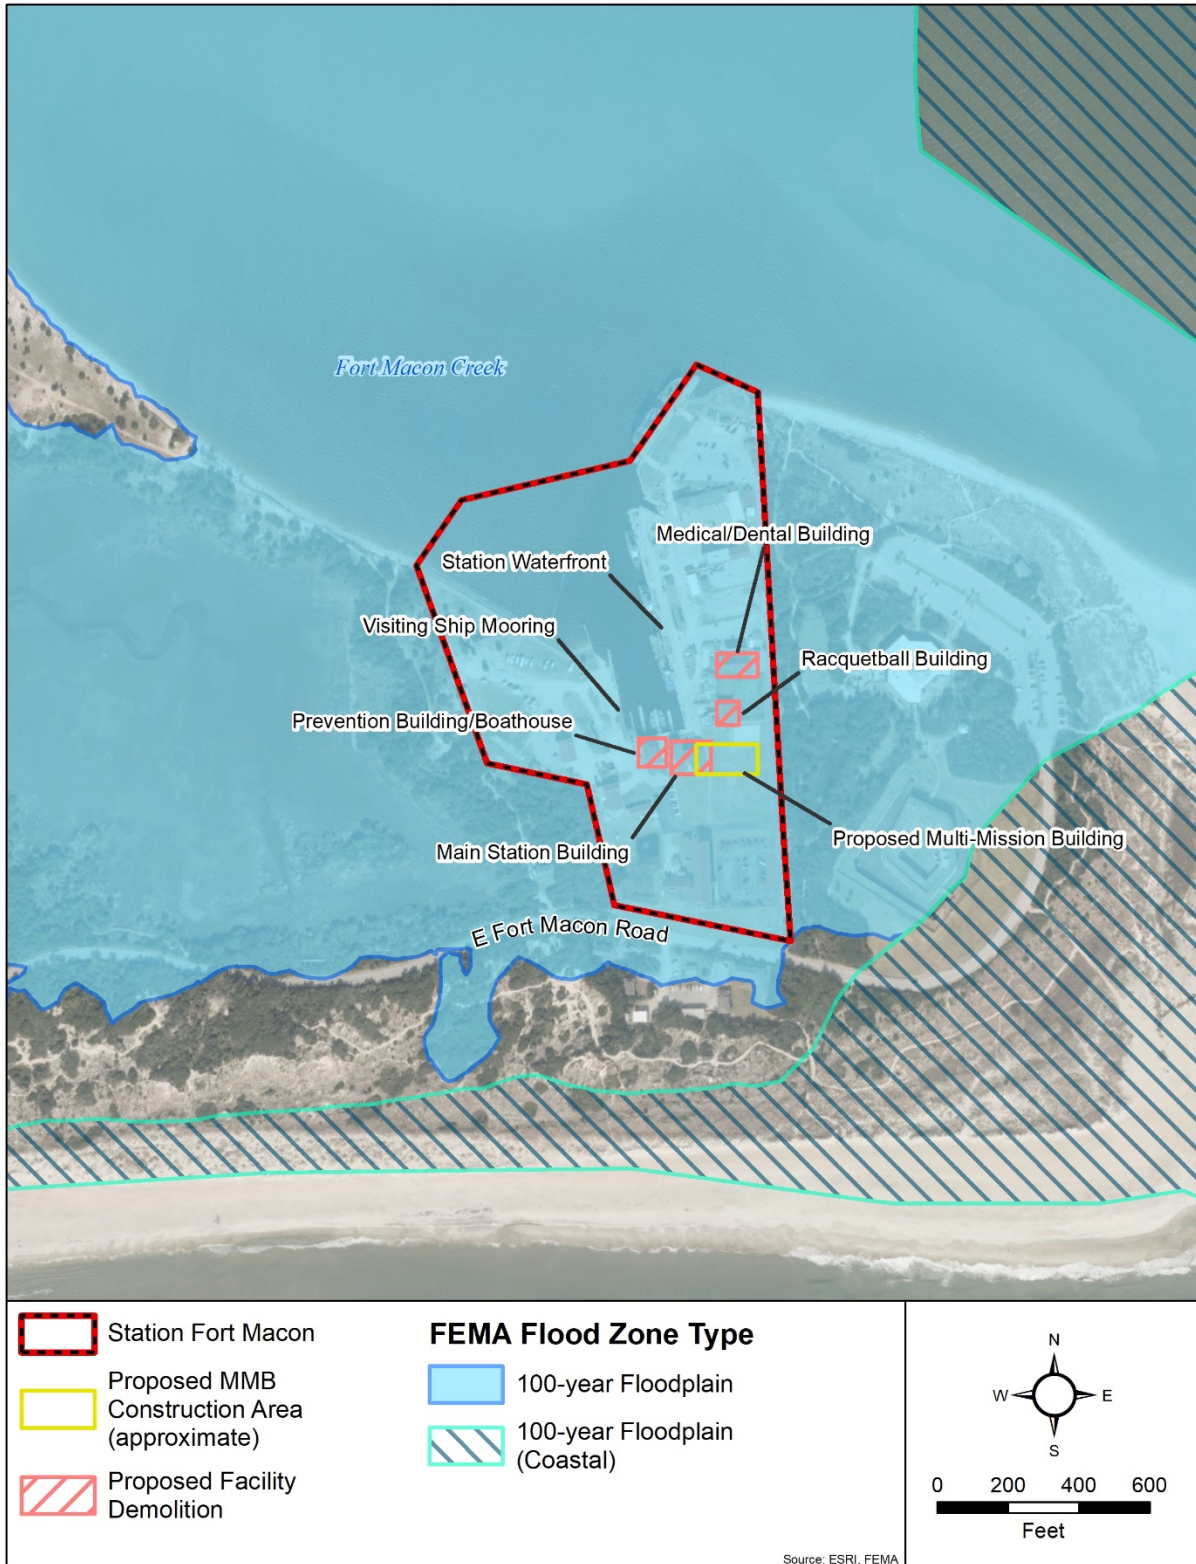 Fort Macon Creek
Medical/Dental Building
Station Waterfront
Visiting Ship Mooring
Racquetball Building
Prevention Building/Boathouse
Proposed Multi-Mission Building
Main Station Building
E Fort Macon Road
Station Fort Macon
Proposed MMB
Construction Area
(approximate)
Proposed Facility
Demolition
FEMA Flood Zone Type
100-year Floodplain
100-year Floodplain
(Coastal)
N
W
E
S
0 200 400 600
Feet
Source: ESRI, FEMA